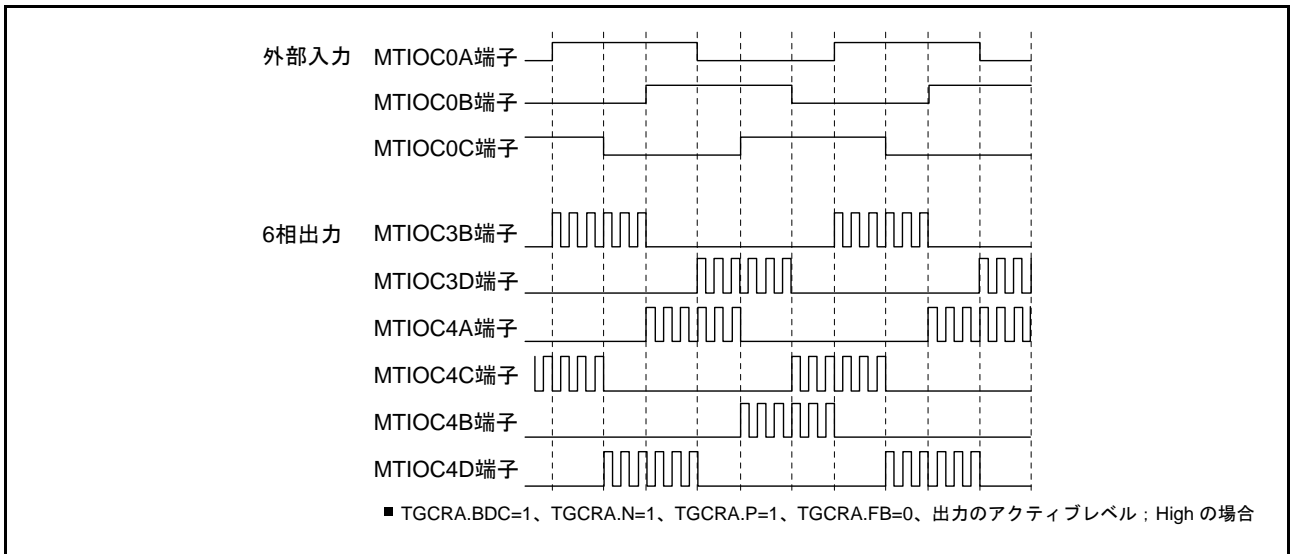 外部入力 MTIOC0A端子
MTIOC0B端子
MTIOC0C端子
6相出力 MTIOC3B端子
MTIOC3D端子
MTIOC4A端子
MTIOC4C端子
MTIOC4B端子
MTIOC4D端子
■ TGCRA.BDC=1、TGCRA.N=1、TGCRA.P=1、TGCRA.FB=0、出力のアクティブレベル；High の場合